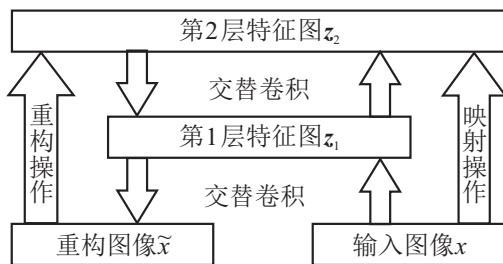 第2层特征图z₂
交替卷积
重构操作
映射操作
第1层特征图z₁
交替卷积
重构图像x̃
输入图像x